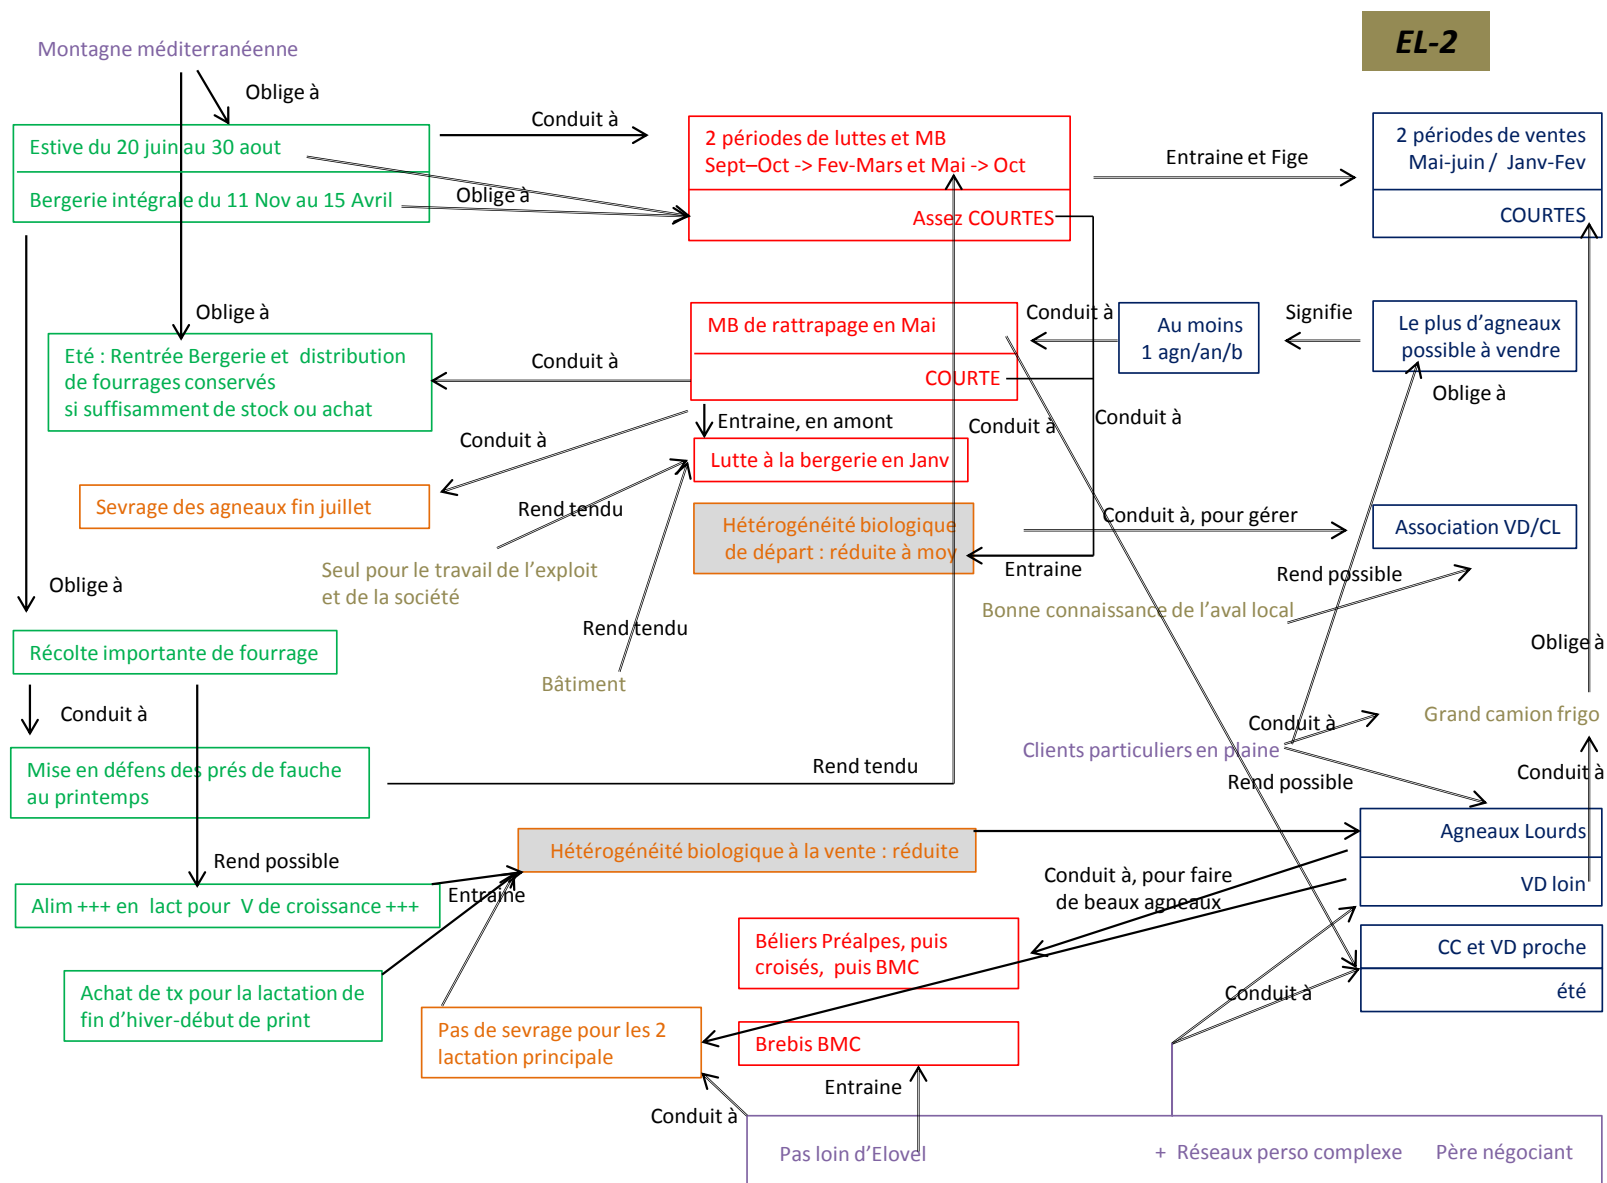 EL-2
Montagne méditerranéenne
Oblige à
Conduit à
Estive du 20 juin au 30 aout
Bergerie intégrale du 11 Nov au 15 Avril
Oblige à
2 périodes de luttes et MB
Sept–Oct -> Fev-Mars et Mai -> Oct
Assez COURTES
Entraine et Fige
2 périodes de ventes
Mai-juin / Janv-Fev
COURTES
Oblige à
Eté : Rentrée Bergerie et distribution
de fourrages conservés
si suffisamment de stock ou achat
Conduit à
MB de rattrapage en Mai
COURTE
Conduit à
Au moins
1 agn/an/b
Signifie
Le plus d’agneaux
possible à vendre
Oblige à
Entraine, en amont
Conduit à
Conduit à
Conduit à
Lutte à la bergerie en Janv
Sevrage des agneaux fin juillet
Rend tendu
Hétérogénéité biologique
de départ : réduite à moy
Conduit à, pour gérer
Association VD/CL
Entraine
Rend possible
Seul pour le travail de l’exploit
et de la société
Oblige à
Bonne connaissance de l’aval local
Rend tendu
Récolte importante de fourrage
Oblige à
Bâtiment
Conduit à
Conduit à
Grand camion frigo
Clients particuliers en plaine
Mise en défens des prés de fauche
au printemps
Rend tendu
Rend possible
Conduit à
Hétérogénéité biologique à la vente : réduite
Agneaux Lourds
VD loin
Rend possible
Entraine
Conduit à, pour faire
de beaux agneaux
Alim +++ en lact pour V de croissance +++
Béliers Préalpes, puis
croisés, puis BMC
CC et VD proche
été
Achat de tx pour la lactation de
fin d’hiver-début de print
Conduit à
Pas de sevrage pour les 2
lactation principale
Brebis BMC
Entraine
Conduit à
Pas loin d’Elovel
+ Réseaux perso complexe
Père négociant